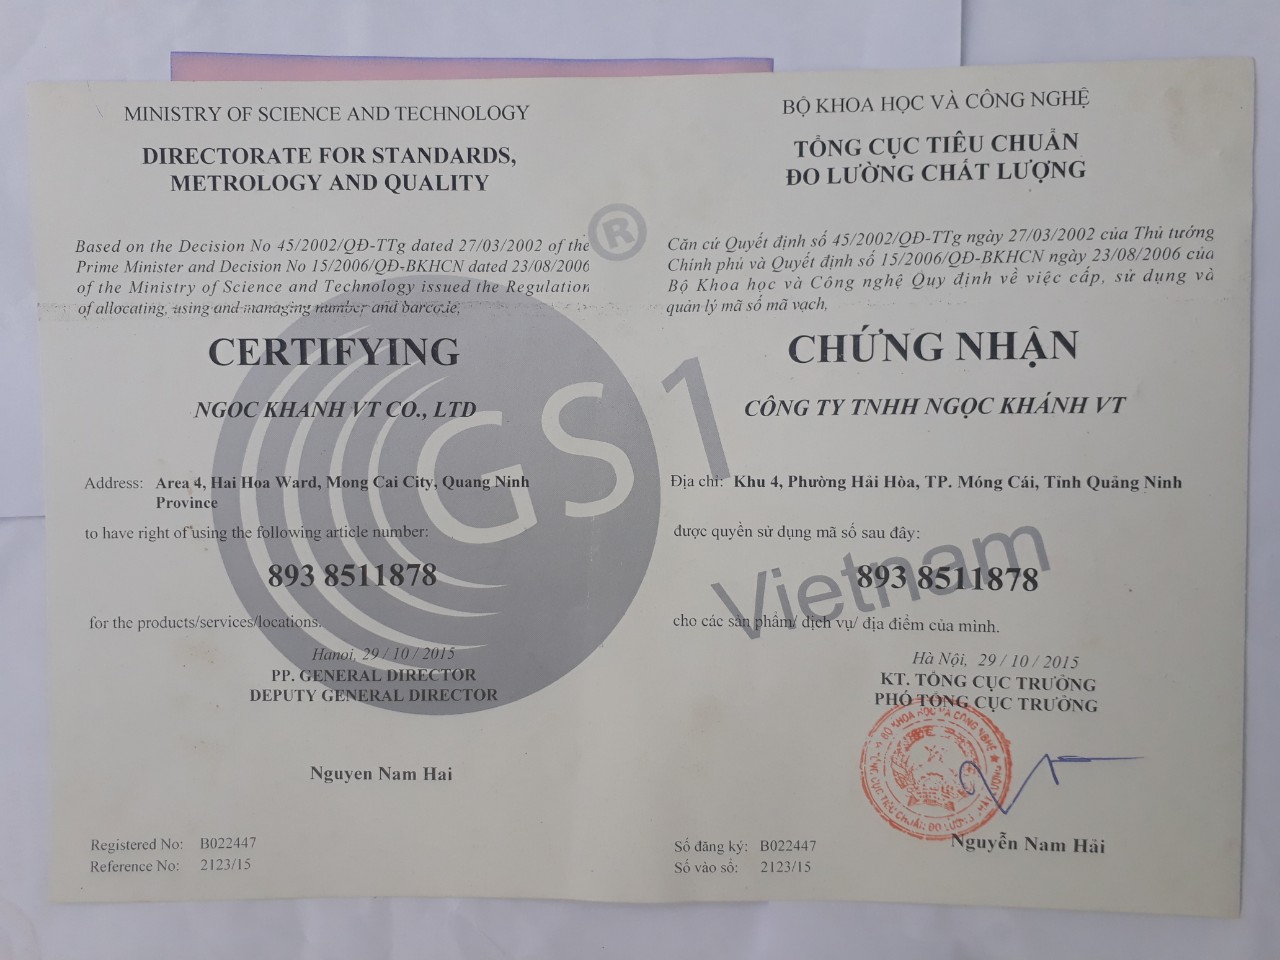 MINISTRY OF SCIENCE AND TECHNOLOGY
DIRECTORATE FOR STANDARDS,
METROLOGY AND QUALITY
Based on the Decision No 45/2002/QĐ-TTg dated 27/03/2002 of the
Prime Minister and Decision No 15/2006/QĐ-BKHCN dated 23/08/2006
of the Ministry of Science and Technology issued the Regulation
of allocating, using and managing number and barcode;
CERTIFYING
NGOC KHANH VT CO., LTD
Address: Area 4, Hai Hoa Ward, Mong Cai City, Quang Ninh
Province
to have right of using the following article number:
893 8511878
for the products/services/locations.
Hanoi, 29 / 10 / 2015
PP. GENERAL DIRECTOR
DEPUTY GENERAL DIRECTOR
Nguyen Nam Hai
Registered No: B022447
Reference No: 2123/15
BỘ KHOA HỌC VÀ CÔNG NGHỆ
TỔNG CỤC TIÊU CHUẨN
ĐO LƯỜNG CHẤT LƯỢNG
Căn cứ Quyết định số 45/2002/QĐ-TTg ngày 27/03/2002 của Thủ tướng
Chính phủ và Quyết định số 15/2006/QĐ-BKHCN ngày 23/08/2006 của
Bộ Khoa học và Công nghệ Quy định về việc cấp, sử dụng và
quản lý mã số mã vạch,
CHỨNG NHẬN
CÔNG TY TNHH NGỌC KHÁNH VT
Địa chỉ: Khu 4, Phường Hải Hòa, TP. Móng Cái, Tỉnh Quảng Ninh
được quyền sử dụng mã số sau đây:
893 8511878
cho các sản phẩm/ dịch vụ/ địa điểm của mình.
Hà Nội, 29 / 10 / 2015
KT. TỔNG CỤC TRƯỞNG
PHÓ TỔNG CỤC TRƯỞNG
BỘ KHOA HỌC VÀ CÔNG NGHỆ
CỤC TIÊU CHUẨN ĐO LƯỜNG
Nguyễn Nam Hải
Số đăng ký: B022447
Số vào sổ: 2123/15
GS1
®
Vietnam